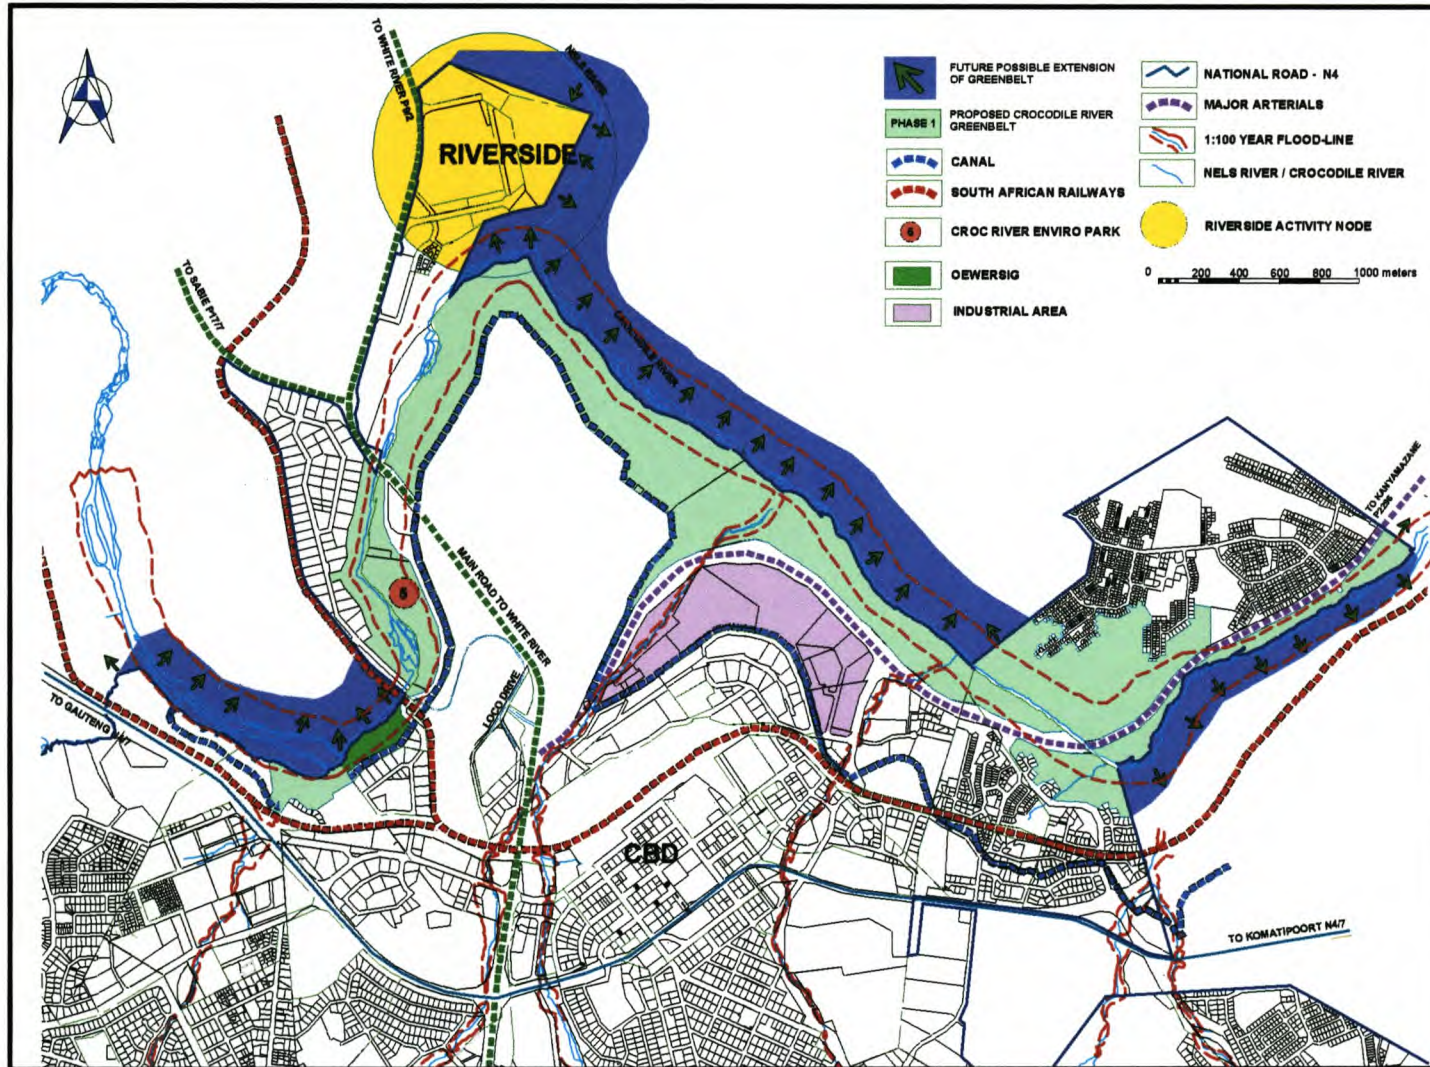 TO WHITE RIVER P9/2
NELS RIVER
RIVERSIDE
TO SABIE P17/7
CROCODILE RIVER
5
MAIN ROAD TO WHITE RIVER
LOCO DRIVE
TO GAUTENG
CBD
TO KANYAMAZANE
TO KOMATIPOORT N4/7
FUTURE POSSIBLE EXTENSION
OF GREENBELT
PHASE 1
PROPOSED CROCODILE RIVER
GREENBELT
CANAL
SOUTH AFRICAN RAILWAYS
CROC RIVER ENVIRO PARK
OEWERSIG
INDUSTRIAL AREA
NATIONAL ROAD - N4
MAJOR ARTERIALS
1:100 YEAR FLOOD-LINE
NELS RIVER / CROCODILE RIVER
RIVERSIDE ACTIVITY NODE
0 200 400 600 800 1000 meters